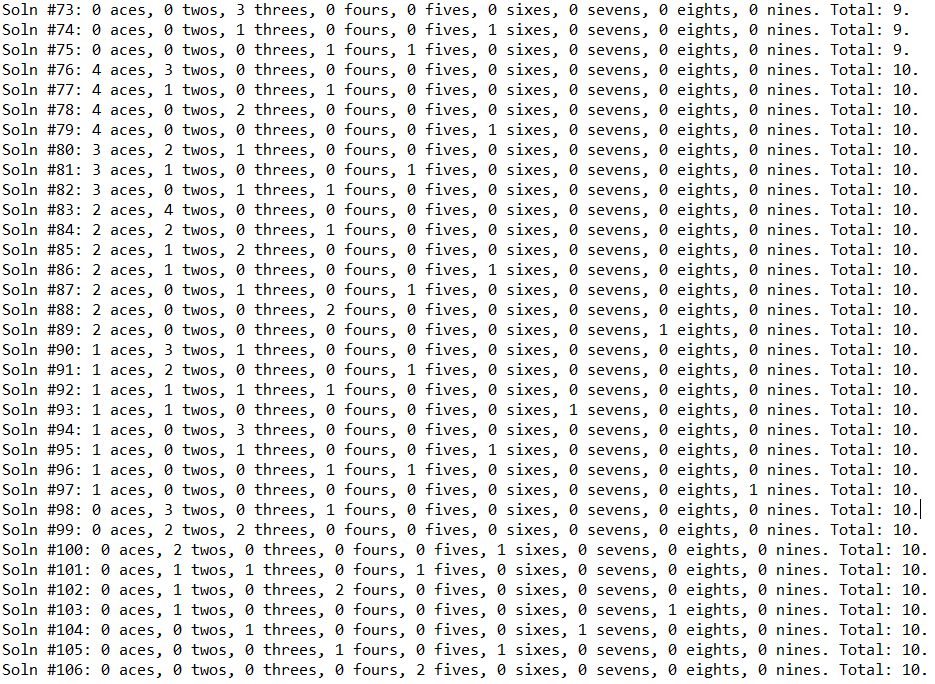 Soln #73: 0 aces, 0 twos, 3 threes, 0 fours, 0 fives, 0 sixes, 0 sevens, 0 eights, 0 nines. Total: 9.
Soln #74: 0 aces, 0 twos, 1 threes, 0 fours, 0 fives, 1 sixes, 0 sevens, 0 eights, 0 nines. Total: 9.
Soln #75: 0 aces, 0 twos, 0 threes, 1 fours, 1 fives, 0 sixes, 0 sevens, 0 eights, 0 nines. Total: 9.
Soln #76: 4 aces, 3 twos, 0 threes, 0 fours, 0 fives, 0 sixes, 0 sevens, 0 eights, 0 nines. Total: 10.
Soln #77: 4 aces, 1 twos, 0 threes, 1 fours, 0 fives, 0 sixes, 0 sevens, 0 eights, 0 nines. Total: 10.
Soln #78: 4 aces, 0 twos, 2 threes, 0 fours, 0 fives, 0 sixes, 0 sevens, 0 eights, 0 nines. Total: 10.
Soln #79: 4 aces, 0 twos, 0 threes, 0 fours, 0 fives, 1 sixes, 0 sevens, 0 eights, 0 nines. Total: 10.
Soln #80: 3 aces, 2 twos, 1 threes, 0 fours, 0 fives, 0 sixes, 0 sevens, 0 eights, 0 nines. Total: 10.
Soln #81: 3 aces, 1 twos, 0 threes, 0 fours, 1 fives, 0 sixes, 0 sevens, 0 eights, 0 nines. Total: 10.
Soln #82: 3 aces, 0 twos, 1 threes, 1 fours, 0 fives, 0 sixes, 0 sevens, 0 eights, 0 nines. Total: 10.
Soln #83: 2 aces, 4 twos, 0 threes, 0 fours, 0 fives, 0 sixes, 0 sevens, 0 eights, 0 nines. Total: 10.
Soln #84: 2 aces, 2 twos, 0 threes, 1 fours, 0 fives, 0 sixes, 0 sevens, 0 eights, 0 nines. Total: 10.
Soln #85: 2 aces, 1 twos, 2 threes, 0 fours, 0 fives, 0 sixes, 0 sevens, 0 eights, 0 nines. Total: 10.
Soln #86: 2 aces, 1 twos, 0 threes, 0 fours, 0 fives, 1 sixes, 0 sevens, 0 eights, 0 nines. Total: 10.
Soln #87: 2 aces, 0 twos, 1 threes, 0 fours, 1 fives, 0 sixes, 0 sevens, 0 eights, 0 nines. Total: 10.
Soln #88: 2 aces, 0 twos, 0 threes, 2 fours, 0 fives, 0 sixes, 0 sevens, 0 eights, 0 nines. Total: 10.
Soln #89: 2 aces, 0 twos, 0 threes, 0 fours, 0 fives, 0 sixes, 0 sevens, 1 eights, 0 nines. Total: 10.
Soln #90: 1 aces, 3 twos, 1 threes, 0 fours, 0 fives, 0 sixes, 0 sevens, 0 eights, 0 nines. Total: 10.
Soln #91: 1 aces, 2 twos, 0 threes, 0 fours, 1 fives, 0 sixes, 0 sevens, 0 eights, 0 nines. Total: 10.
Soln #92: 1 aces, 1 twos, 1 threes, 1 fours, 0 fives, 0 sixes, 0 sevens, 0 eights, 0 nines. Total: 10.
Soln #93: 1 aces, 1 twos, 0 threes, 0 fours, 0 fives, 0 sixes, 1 sevens, 0 eights, 0 nines. Total: 10.
Soln #94: 1 aces, 0 twos, 3 threes, 0 fours, 0 fives, 0 sixes, 0 sevens, 0 eights, 0 nines. Total: 10.
Soln #95: 1 aces, 0 twos, 1 threes, 0 fours, 0 fives, 1 sixes, 0 sevens, 0 eights, 0 nines. Total: 10.
Soln #96: 1 aces, 0 twos, 0 threes, 1 fours, 1 fives, 0 sixes, 0 sevens, 0 eights, 0 nines. Total: 10.
Soln #97: 1 aces, 0 twos, 0 threes, 0 fours, 0 fives, 0 sixes, 0 sevens, 0 eights, 1 nines. Total: 10.
Soln #98: 0 aces, 3 twos, 0 threes, 1 fours, 0 fives, 0 sixes, 0 sevens, 0 eights, 0 nines. Total: 10.
Soln #99: 0 aces, 2 twos, 2 threes, 0 fours, 0 fives, 0 sixes, 0 sevens, 0 eights, 0 nines. Total: 10.
Soln #100: 0 aces, 2 twos, 0 threes, 0 fours, 0 fives, 1 sixes, 0 sevens, 0 eights, 0 nines. Total: 10.
Soln #101: 0 aces, 1 twos, 1 threes, 0 fours, 1 fives, 0 sixes, 0 sevens, 0 eights, 0 nines. Total: 10.
Soln #102: 0 aces, 1 twos, 0 threes, 2 fours, 0 fives, 0 sixes, 0 sevens, 0 eights, 0 nines. Total: 10.
Soln #103: 0 aces, 1 twos, 0 threes, 0 fours, 0 fives, 0 sixes, 0 sevens, 1 eights, 0 nines. Total: 10.
Soln #104: 0 aces, 0 twos, 1 threes, 0 fours, 0 fives, 0 sixes, 1 sevens, 0 eights, 0 nines. Total: 10.
Soln #105: 0 aces, 0 twos, 0 threes, 1 fours, 0 fives, 1 sixes, 0 sevens, 0 eights, 0 nines. Total: 10.
Soln #106: 0 aces, 0 twos, 0 threes, 0 fours, 2 fives, 0 sixes, 0 sevens, 0 eights, 0 nines. Total: 10.